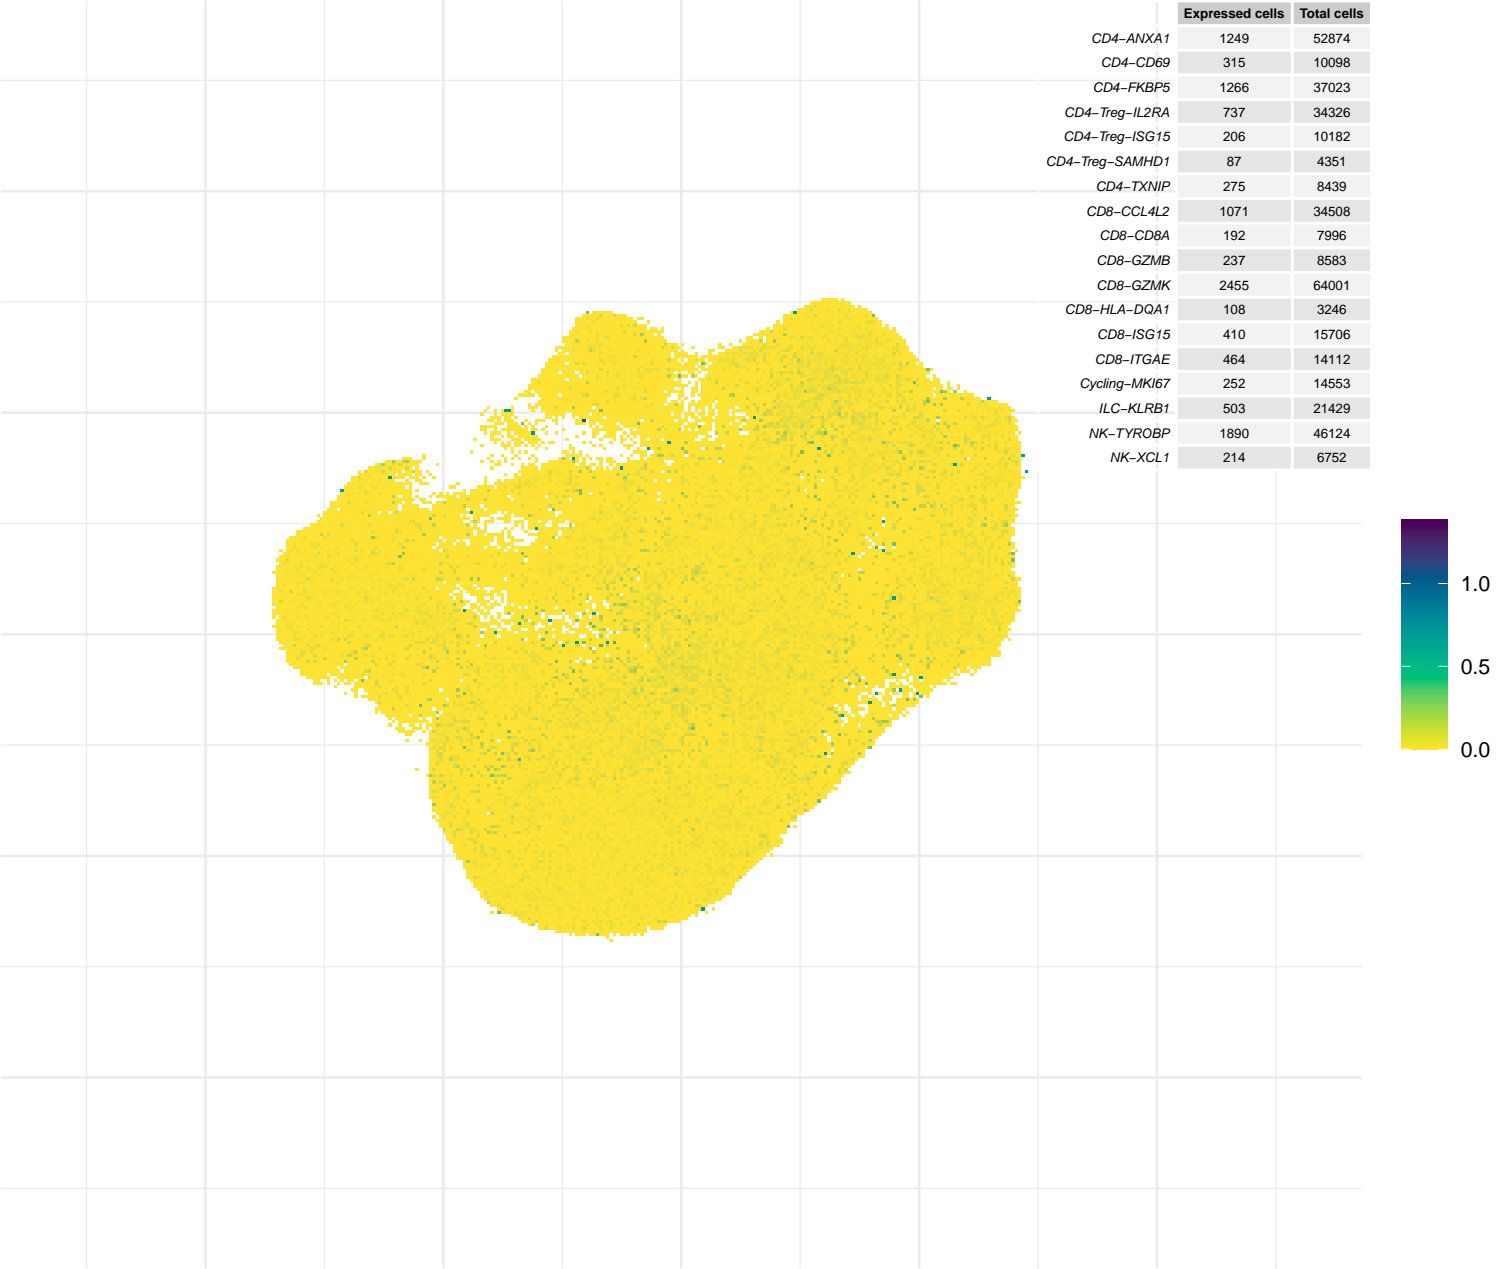 Expressed cells Total cells
CD4−ANXA1 1249 52874
CD4−CD69 315 10098
CD4−FKBP5 1266 37023
CD4−Treg−IL2RA 737 34326
CD4−Treg−ISG15 206 10182
CD4−Treg−SAMHD1 87 4351
CD4−TXNIP 275 8439
CD8−CCL4L2 1071 34508
CD8−CD8A 192 7996
CD8−GZMB 237 8583
CD8−GZMK 2455 64001
CD8−HLA−DQA1 108 3246
CD8−ISG15 410 15706
CD8−ITGAE 464 14112
Cycling−MKI67 252 14553
ILC−KLRB1 503 21429
NK−TYROBP 1890 46124
NK−XCL1 214 6752
1.0
0.5
0.0